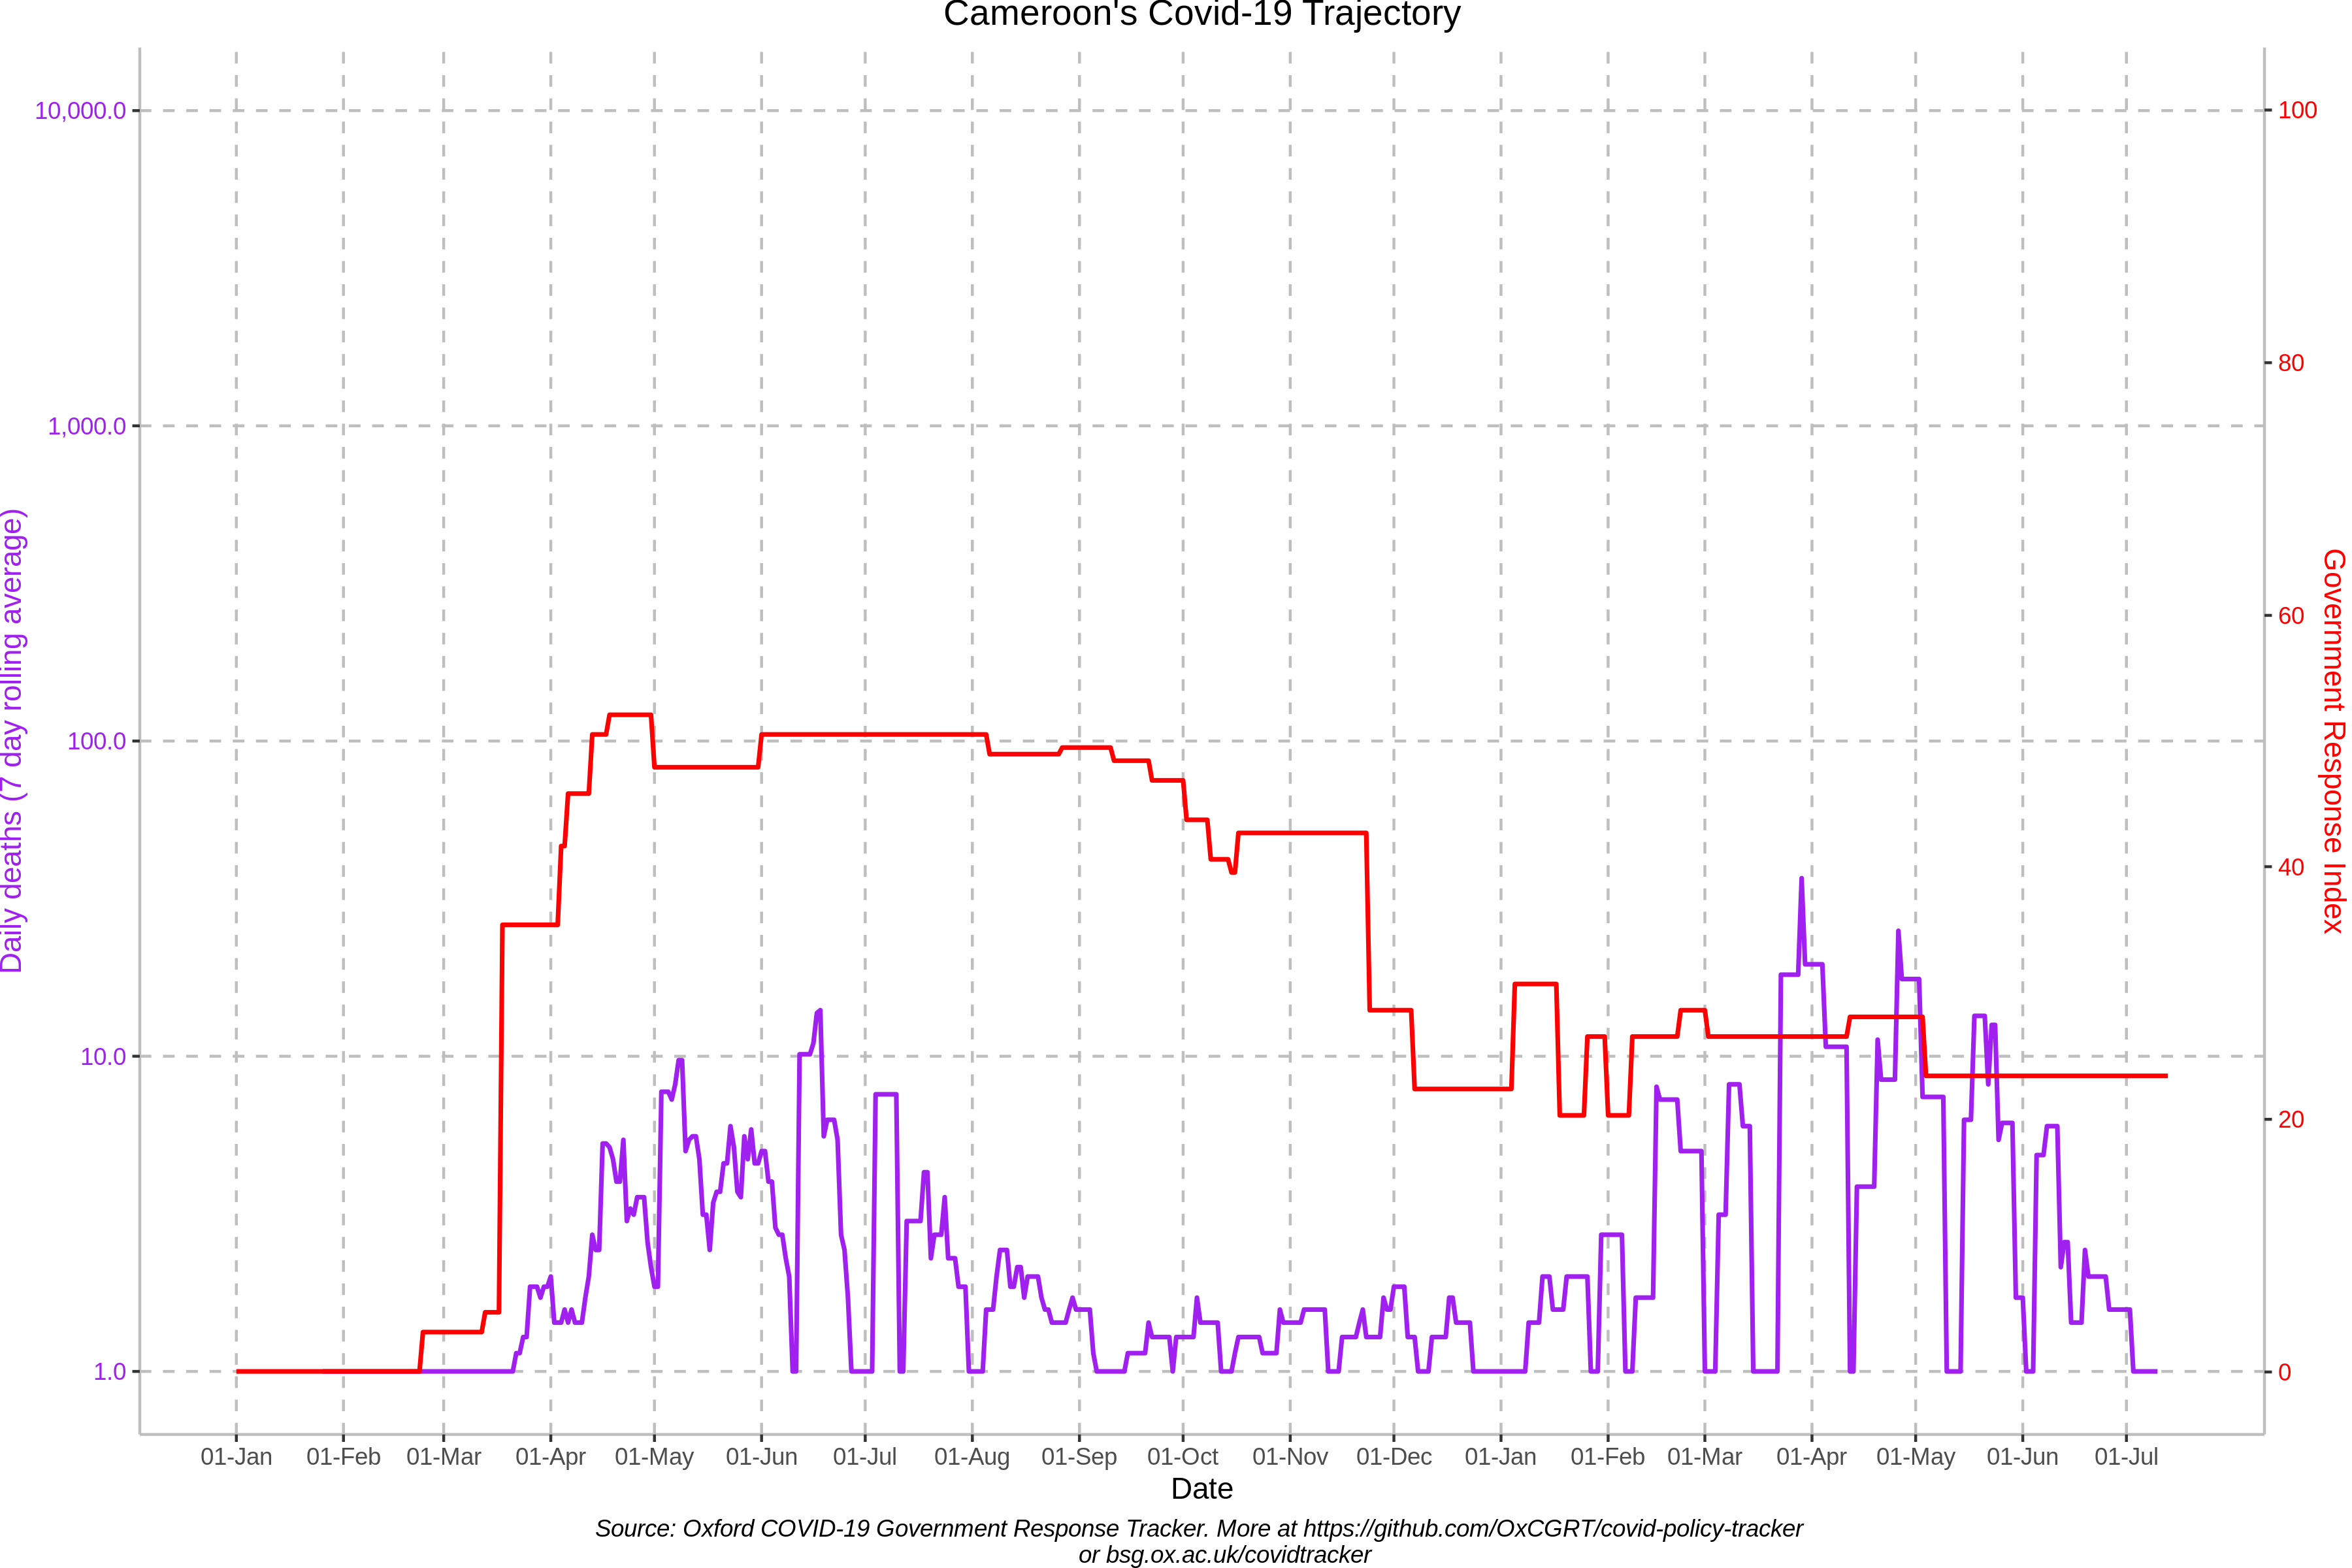 Cameroon's Covid-19 Trajectory
10,000.0
1,000.0
100.0
10.0
1.0
Daily deaths (7 day rolling average)
100
80
60
40
20
0
Government Response Index
01-Jan 01-Feb 01-Mar 01-Apr 01-May 01-Jun 01-Jul 01-Aug 01-Sep 01-Oct 01-Nov 01-Dec 01-Jan 01-Feb 01-Mar 01-Apr 01-May 01-Jun 01-Jul
Date
Source: Oxford COVID-19 Government Response Tracker. More at https://github.com/OxCGRT/covid-policy-tracker
or bsg.ox.ac.uk/covidtracker